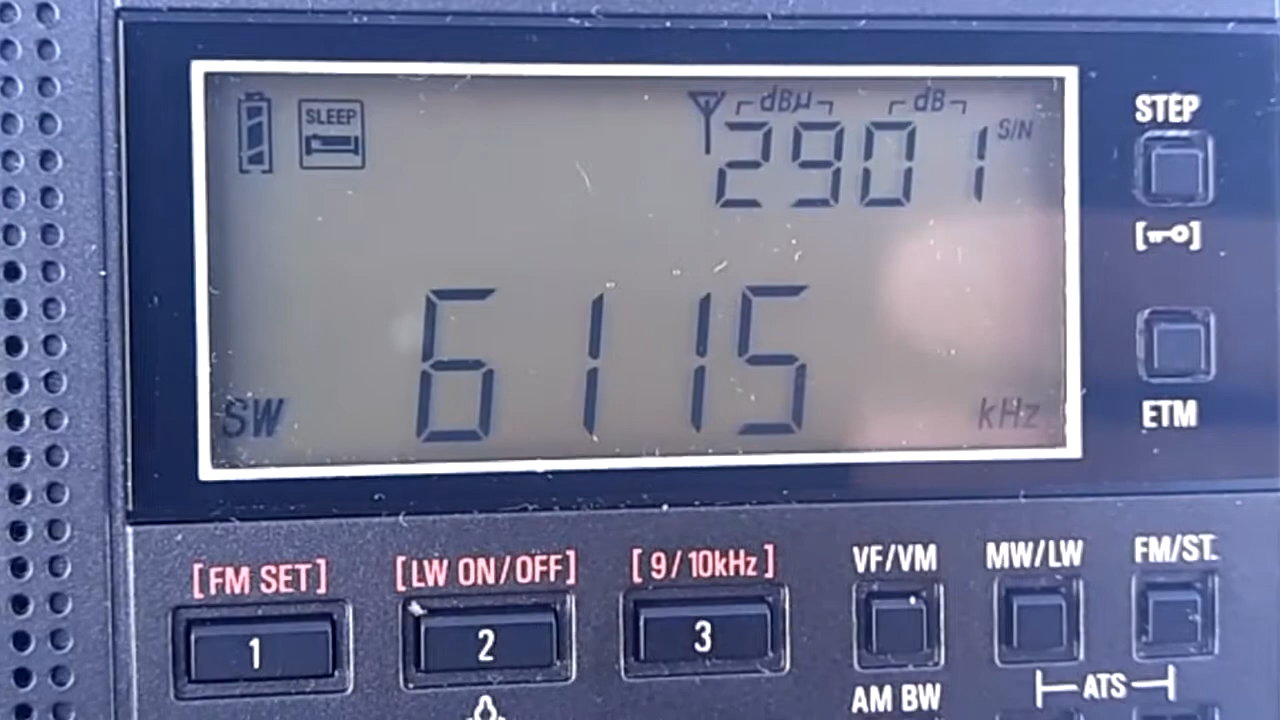 SLEEP
dBµ dB
2901 S/N
STEP
6115
SW kHz
ETM
[FM SET] [LW ON/OFF] [9/10kHz] VF/VM MW/LW FM/ST.
1 2 3
AM BW ATS